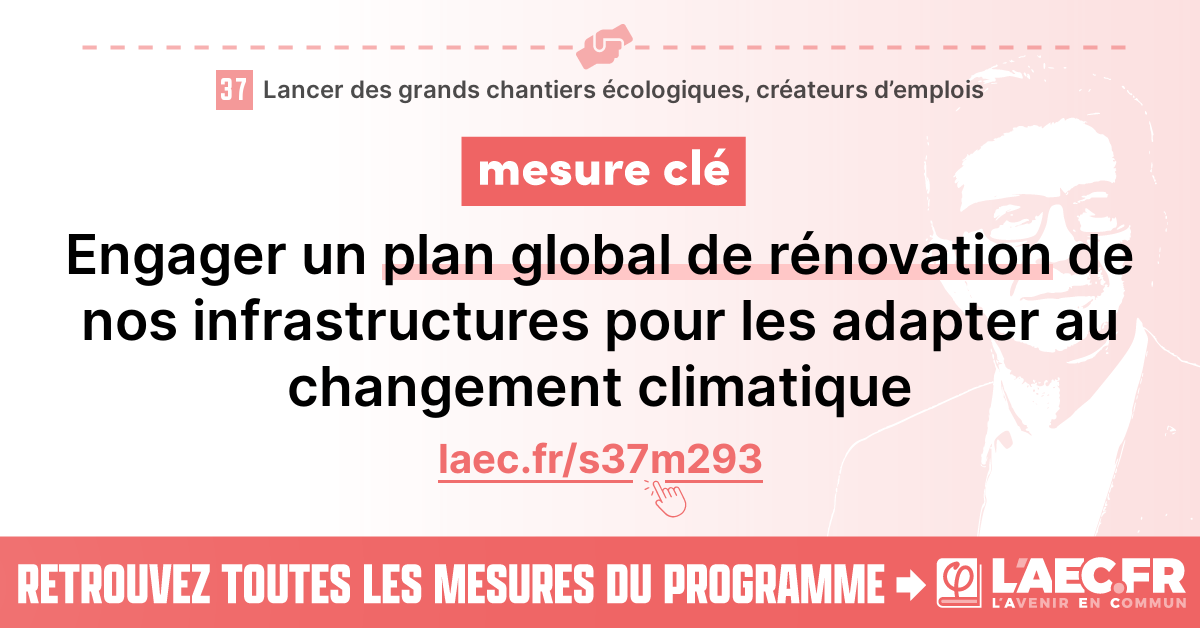 37 Lancer des grands chantiers écologiques, créateurs d’emplois
mesure clé
Engager un plan global de rénovation de
nos infrastructures pour les adapter au
changement climatique
laec.fr/s37m293
RETROUVEZ TOUTES LES MESURES DU PROGRAMME
φ L'AEC.FR
L'AVENIR EN COMMUN